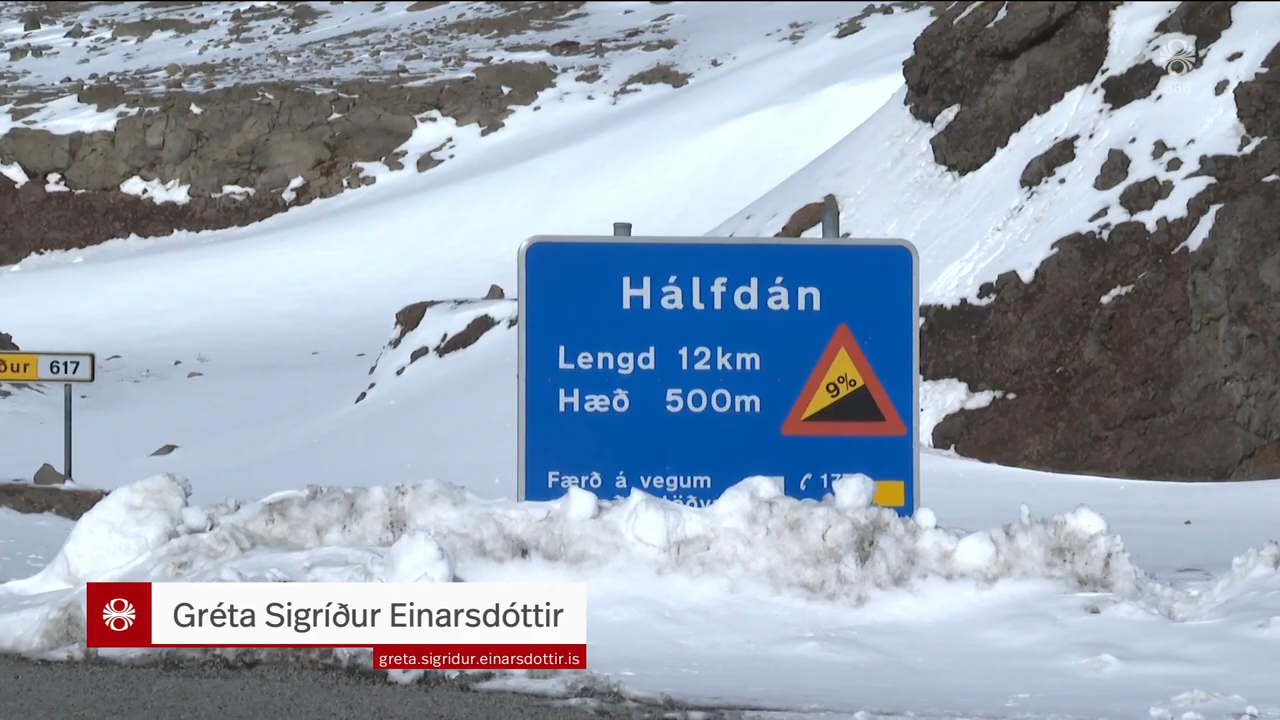 Hálfdán
Lengd 12km
Hæð 500m
9%
617
Færð á vegum
Gréta Sigríður Einarsdóttir
greta.sigridur.einarsdottir.is